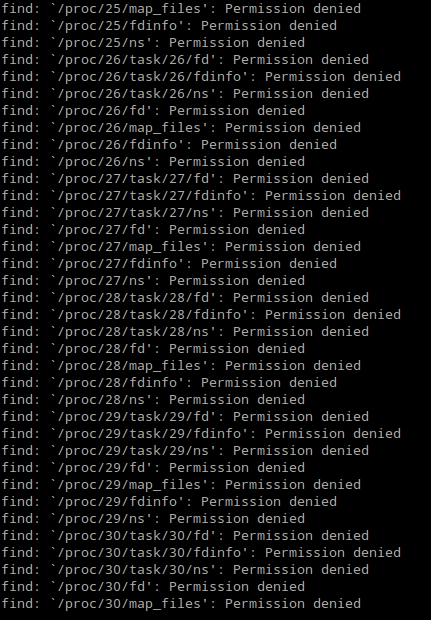 find: `/proc/25/map_files': Permission denied
find: `/proc/25/fdinfo': Permission denied
find: `/proc/25/ns': Permission denied
find: `/proc/26/task/26/fd': Permission denied
find: `/proc/26/task/26/fdinfo': Permission denied
find: `/proc/26/task/26/ns': Permission denied
find: `/proc/26/fd': Permission denied
find: `/proc/26/map_files': Permission denied
find: `/proc/26/fdinfo': Permission denied
find: `/proc/26/ns': Permission denied
find: `/proc/27/task/27/fd': Permission denied
find: `/proc/27/task/27/fdinfo': Permission denied
find: `/proc/27/task/27/ns': Permission denied
find: `/proc/27/fd': Permission denied
find: `/proc/27/map_files': Permission denied
find: `/proc/27/fdinfo': Permission denied
find: `/proc/27/ns': Permission denied
find: `/proc/28/task/28/fd': Permission denied
find: `/proc/28/task/28/fdinfo': Permission denied
find: `/proc/28/task/28/ns': Permission denied
find: `/proc/28/fd': Permission denied
find: `/proc/28/map_files': Permission denied
find: `/proc/28/fdinfo': Permission denied
find: `/proc/28/ns': Permission denied
find: `/proc/29/task/29/fd': Permission denied
find: `/proc/29/task/29/fdinfo': Permission denied
find: `/proc/29/task/29/ns': Permission denied
find: `/proc/29/fd': Permission denied
find: `/proc/29/map_files': Permission denied
find: `/proc/29/fdinfo': Permission denied
find: `/proc/29/ns': Permission denied
find: `/proc/30/task/30/fd': Permission denied
find: `/proc/30/task/30/fdinfo': Permission denied
find: `/proc/30/task/30/ns': Permission denied
find: `/proc/30/fd': Permission denied
find: `/proc/30/map_files': Permission denied